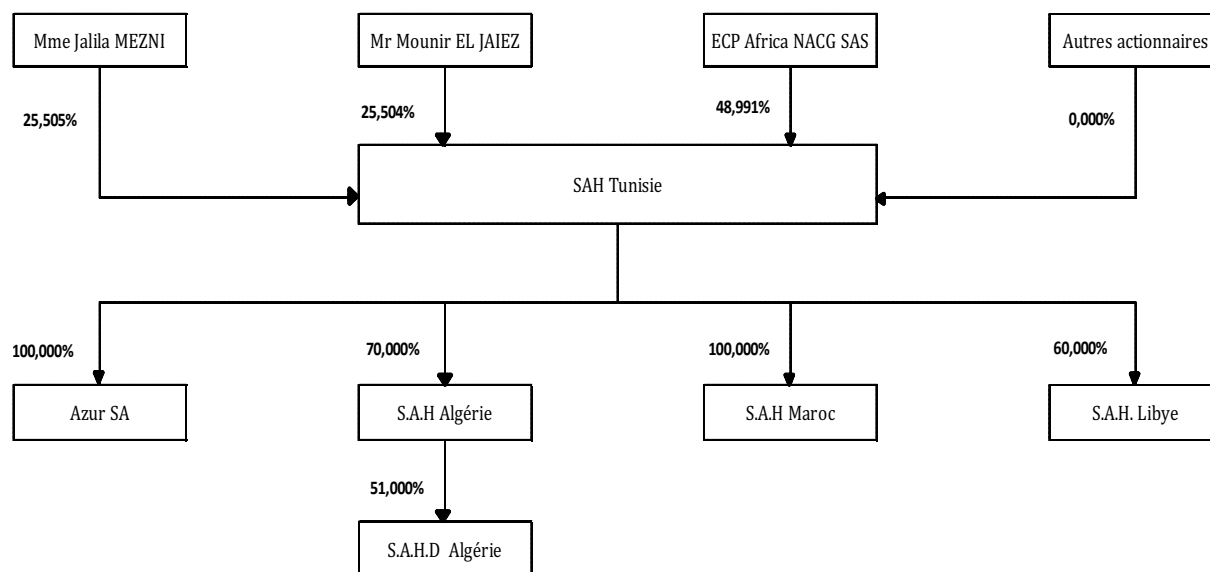 Mme Jalila MEZNI
Mr Mounir EL JAIEZ
ECP Africa NACG SAS
Autres actionnaires
25,505%
25,504%
48,991%
0,000%
SAH Tunisie
100,000%
70,000%
100,000%
60,000%
Azur SA
S.A.H Algérie
S.A.H Maroc
S.A.H. Libye
51,000%
S.A.H.D Algérie